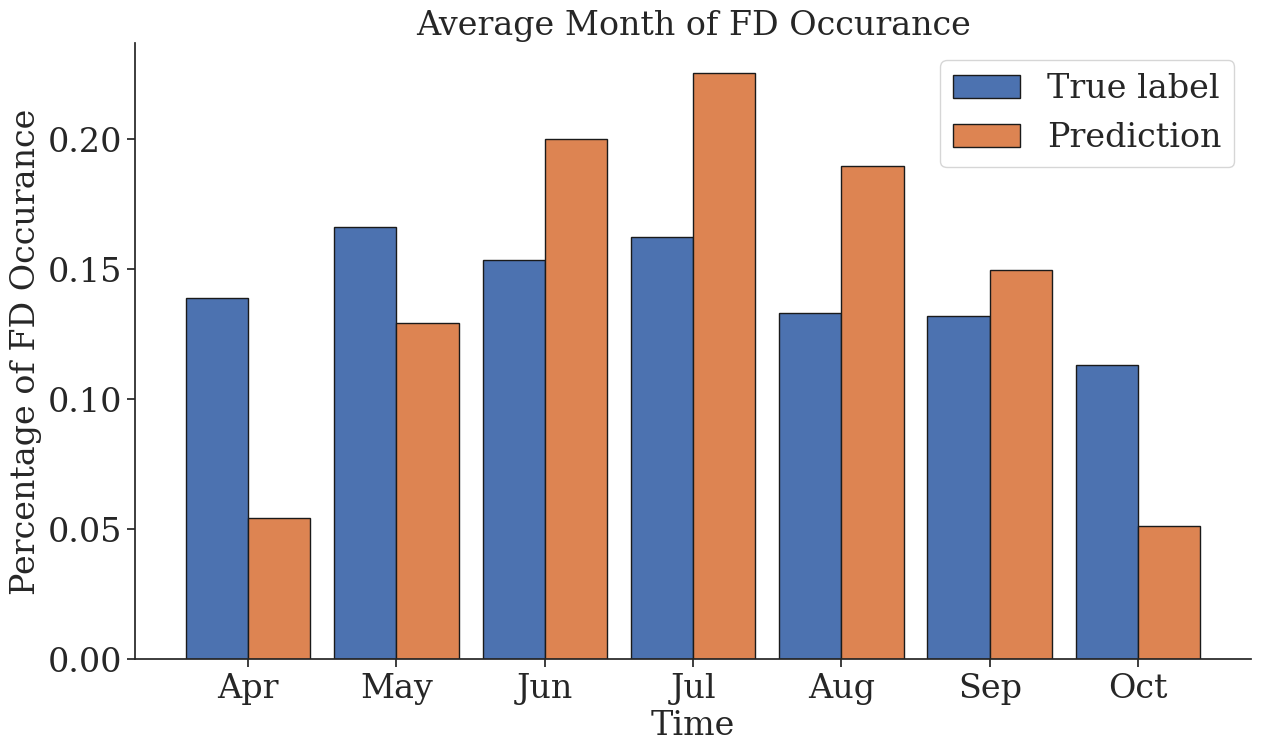 Average Month of FD Occurance
True label
Prediction
Percentage of FD Occurance
0.20
0.15
0.10
0.05
0.00
Apr May Jun Jul Aug Sep Oct
Time